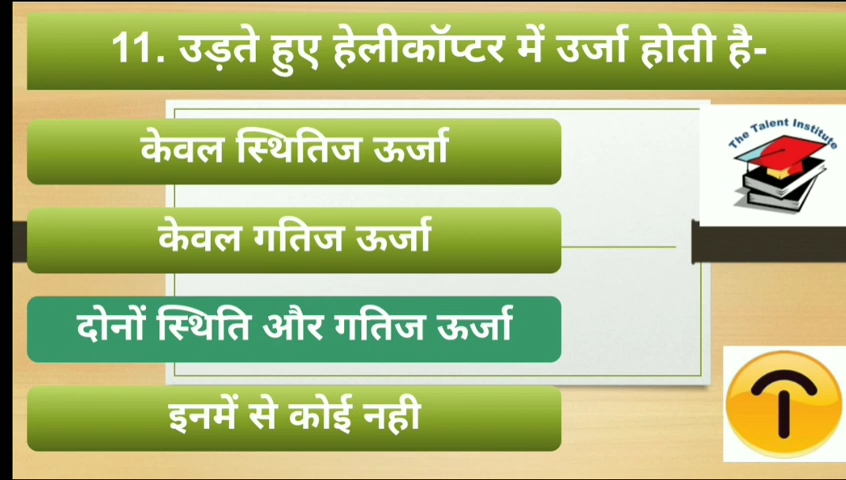 11. उड़ते हुए हेलीकॉप्टर में उर्जा होती है-
केवल स्थितिज ऊर्जा
The Talent Institute
केवल गतिज ऊर्जा
दोनों स्थिति और गतिज ऊर्जा
इनमें से कोई नही